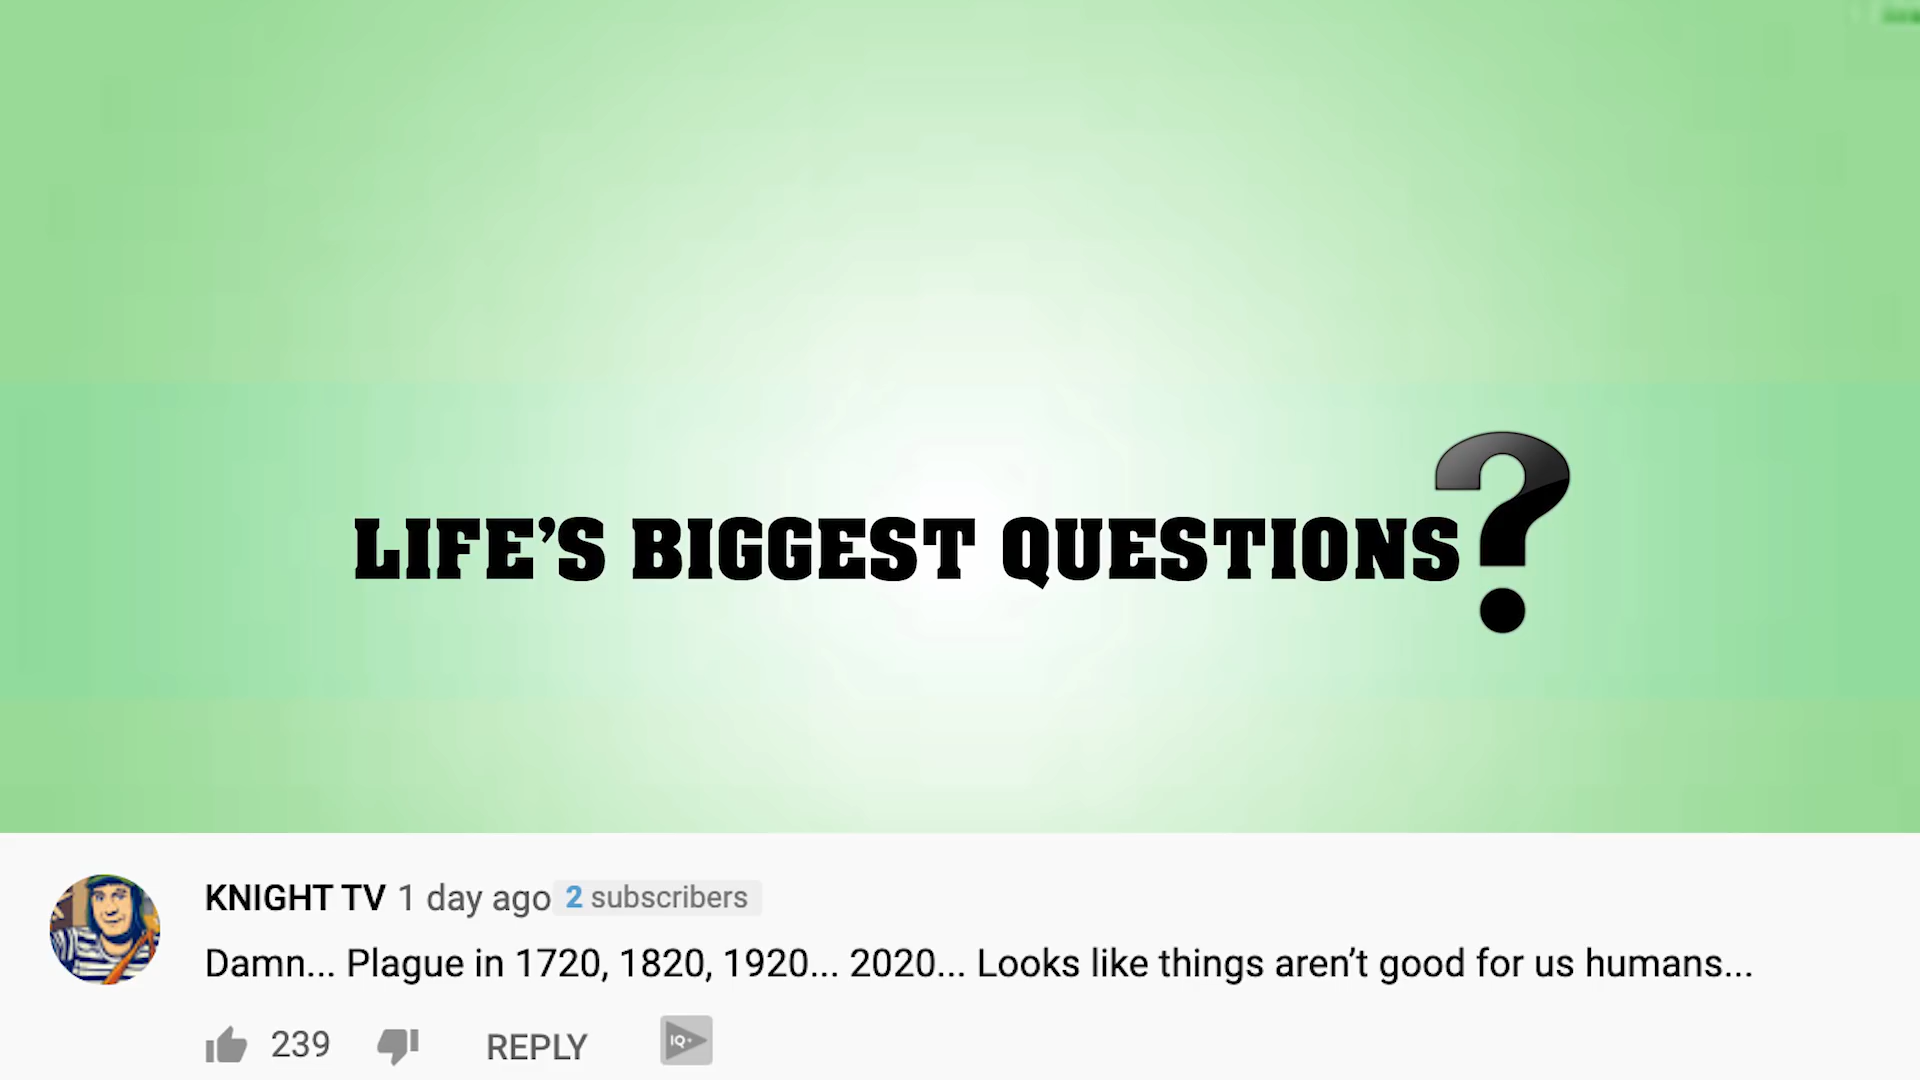 LIFE’S BIGGEST QUESTIONS?
KNIGHT TV 1 day ago 2 subscribers
Damn... Plague in 1720, 1820, 1920... 2020... Looks like things aren’t good for us humans...
239 REPLY IQ